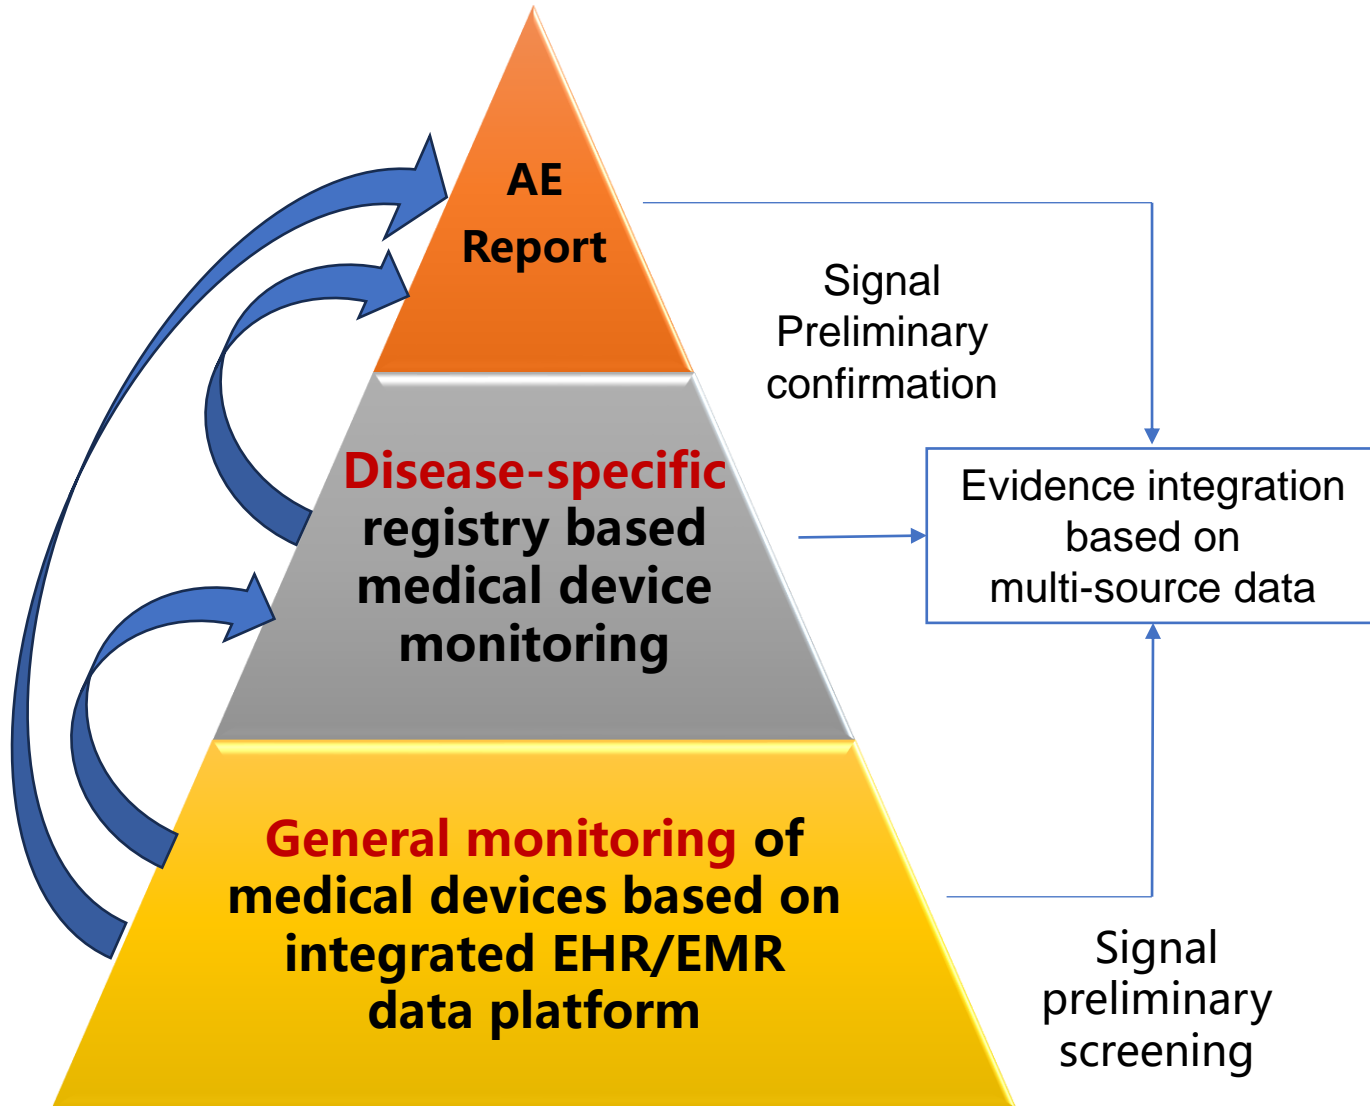 AE
Report
Signal
Preliminary
confirmation
Disease-specific
registry based
medical device
monitoring
Evidence integration
based on
multi-source data
General monitoring of
medical devices based on
integrated EHR/EMR
data platform
Signal
preliminary
screening